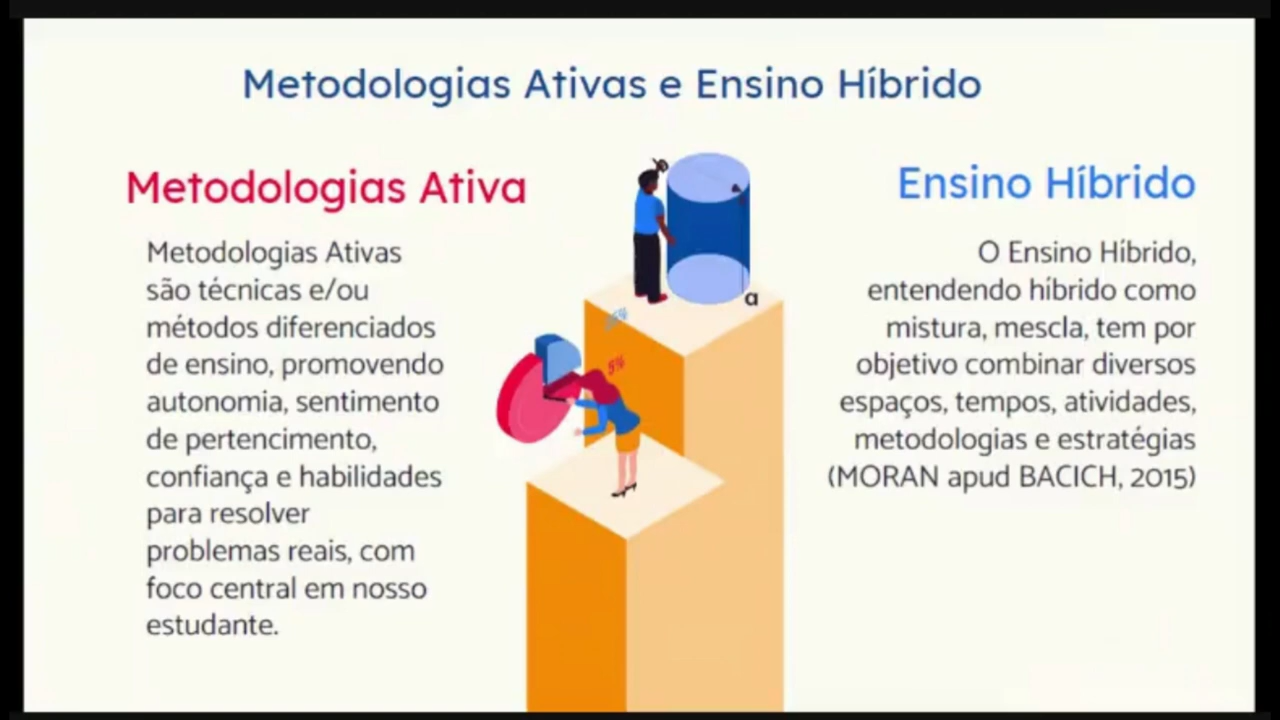 Metodologias Ativas e Ensino Híbrido
Metodologias Ativa
Metodologias Ativas
são técnicas e/ou
métodos diferenciados
de ensino, promovendo
autonomia, sentimento
de pertencimento,
confiança e habilidades
para resolver
problemas reais, com
foco central em nosso
estudante.
Ensino Híbrido
O Ensino Híbrido,
entendendo híbrido como
mistura, mescla, tem por
objetivo combinar diversos
espaços, tempos, atividades,
metodologias e estratégias
(MORAN apud BACICH, 2015)
a